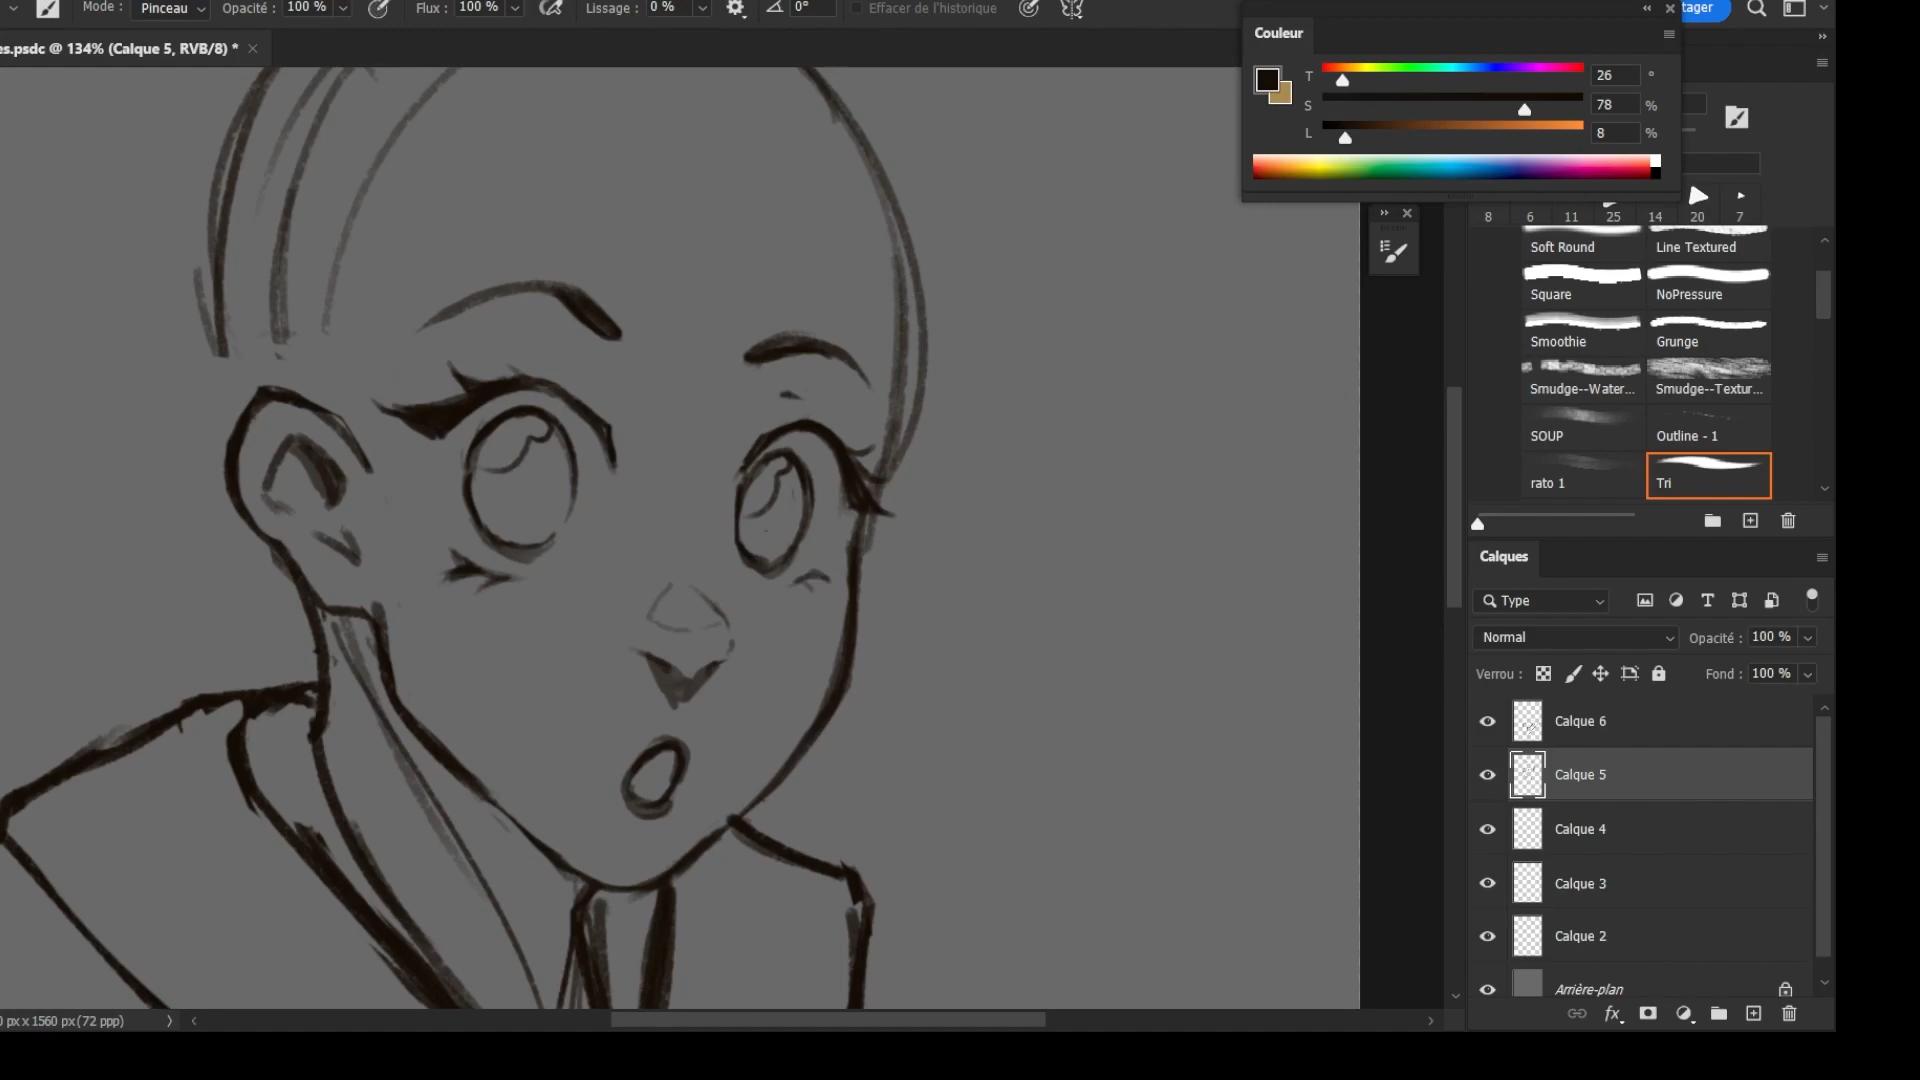 Mode : Pinceau Opacité : 100 % Flux : 100 % Lissage : 0 % 0° Effacer de l'historique tager
es.psdc @ 134% (Calque 5, RVB/8) *
Couleur
T 26 °
S 78 %
L 8 %
8 6 11 25 14 20 7
Soft Round Line Textured
Square NoPressure
Smoothie Grunge
Smudge--Water... Smudge--Textur...
SOUP Outline - 1
rato 1 Tri
Calques
Type
Normal Opacité : 100 %
Verrou : Fond : 100 %
Calque 6
Calque 5
Calque 4
Calque 3
Calque 2
Arrière-plan
fx
0 px x 1560 px (72 ppp)